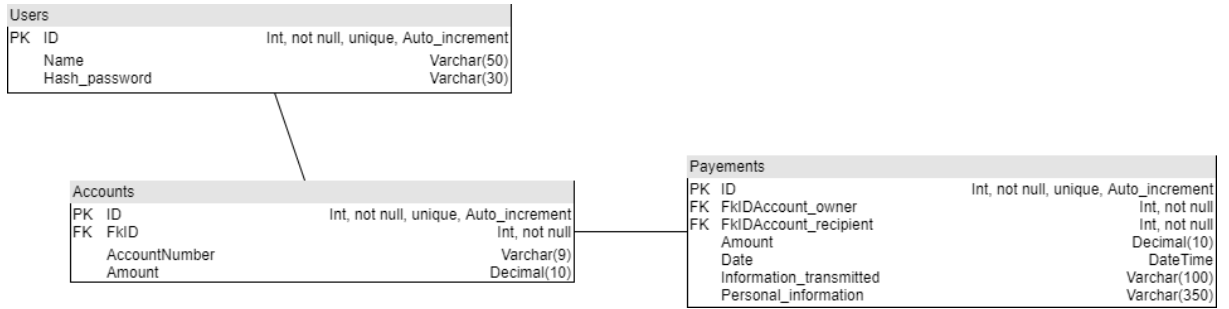 Users
PK ID Int, not null, unique, Auto_increment
Name Varchar(50)
Hash_password Varchar(30)
Accounts
PK ID Int, not null, unique, Auto_increment
FK FkID Int, not null
AccountNumber Varchar(9)
Amount Decimal(10)
Payements
PK ID Int, not null, unique, Auto_increment
FK FkIDAccount_owner Int, not null
FK FkIDAccount_recipient Int, not null
Amount Decimal(10)
Date DateTime
Information_transmitted Varchar(100)
Personal_information Varchar(350)